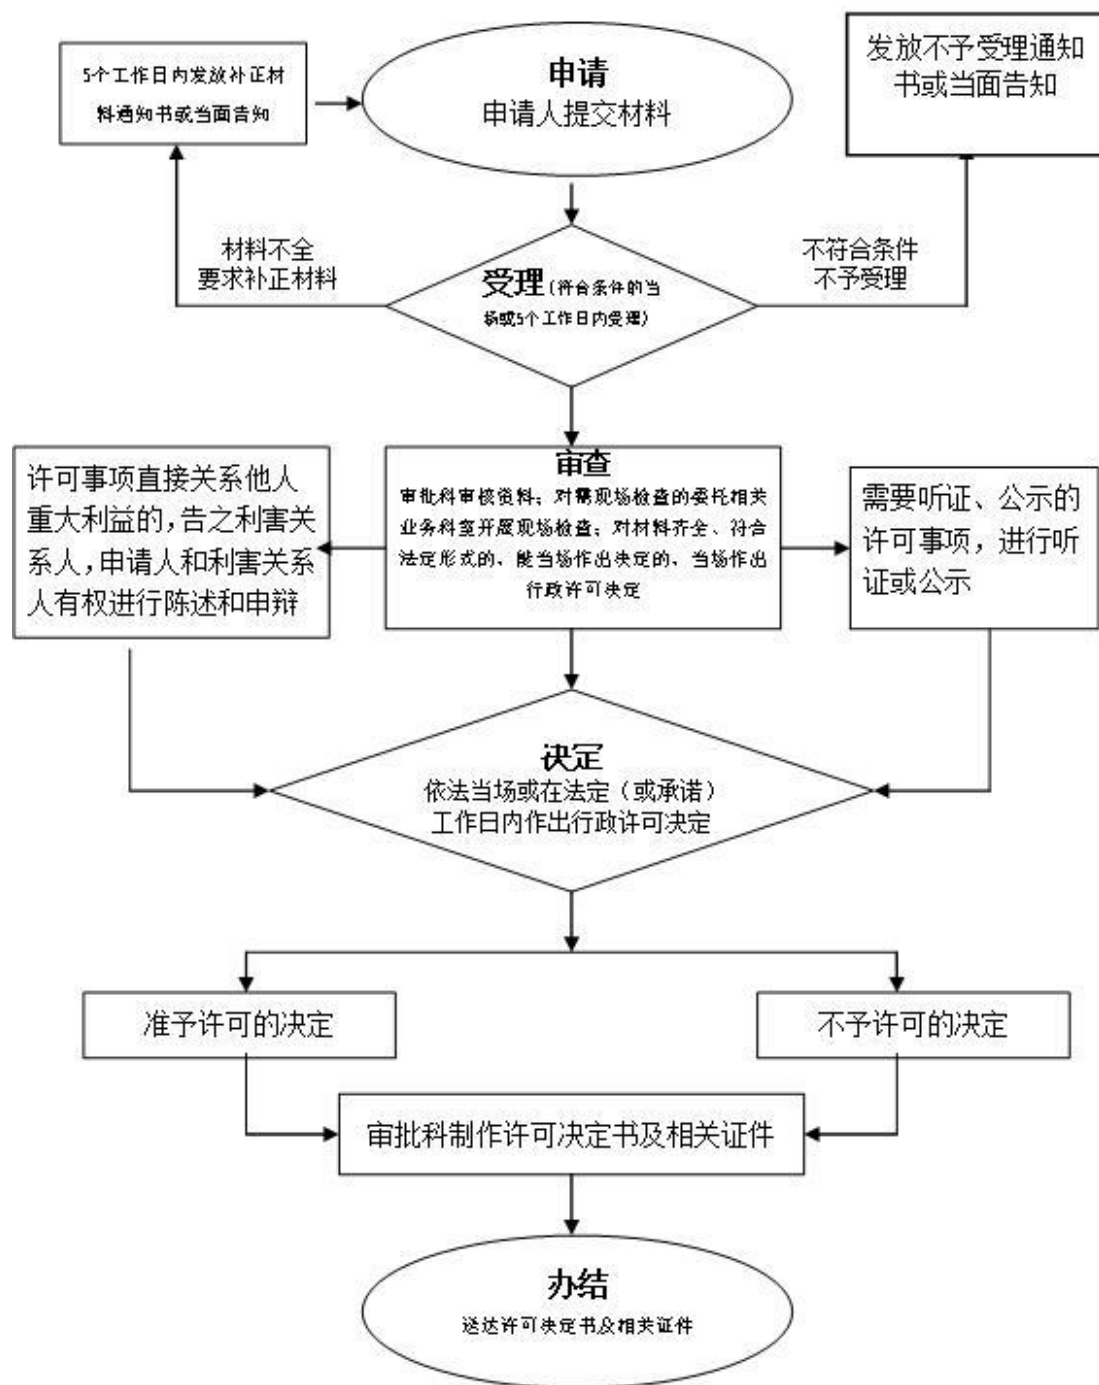 5个工作日内发放补正材
料通知书或当面告知
申请
申请人提交材料
发放不予受理通知
书或当面告知
材料不全
要求补正材料
受理(符合条件的当
场或5个工作日内受理)
不符合条件
不予受理
许可事项直接关系他人
重大利益的,告之利害关
系人,申请人和利害关系
人有权进行陈述和申辩
审查
审批科审核资料;对需现场检查的委托相关
业务科室开展现场检查;对材料齐全、符合
法定形式的、能当场作出决定的、当场作出
行政许可决定
需要听证、公示的
许可事项,进行听
证或公示
决定
依法当场或在法定(或承诺)
工作日内作出行政许可决定
准予许可的决定
不予许可的决定
审批科制作许可决定书及相关证件
办结
送达许可决定书及相关证件